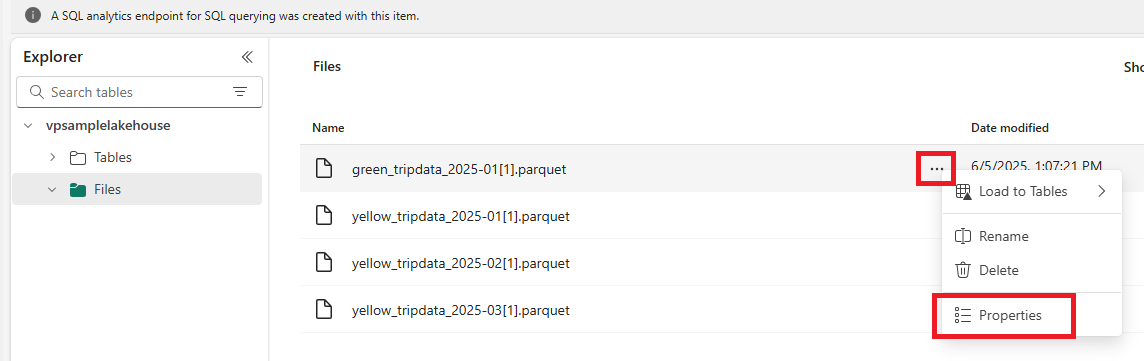 A SQL analytics endpoint for SQL querying was created with this item.
Explorer
Search tables
vpsamplelakehouse
Tables
Files
Files
Sho
Name
Date modified
green_tripdata_2025-01[1].parquet
6/5/2025, 1:07:21 PM
yellow_tripdata_2025-01[1].parquet
yellow_tripdata_2025-02[1].parquet
yellow_tripdata_2025-03[1].parquet
Load to Tables
Rename
Delete
Properties